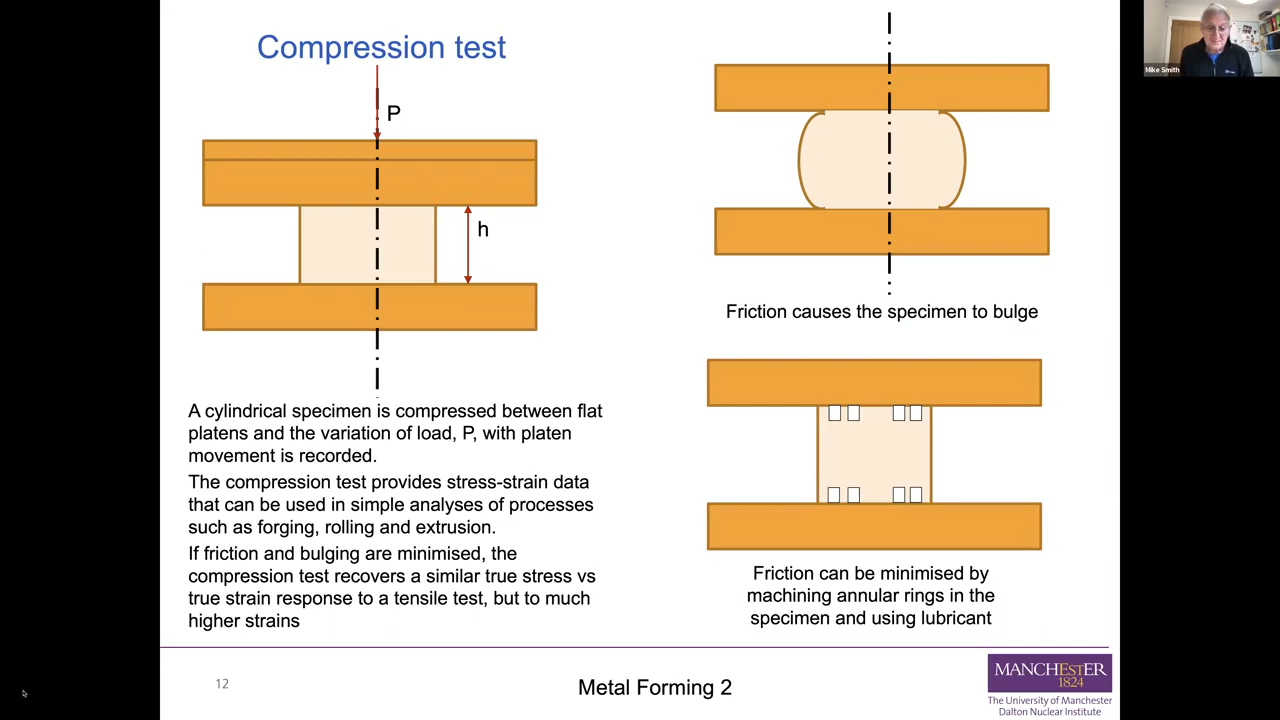 Compression test
P
h
A cylindrical specimen is compressed between flat
platens and the variation of load, P, with platen
movement is recorded.
The compression test provides stress-strain data
that can be used in simple analyses of processes
such as forging, rolling and extrusion.
If friction and bulging are minimised, the
compression test recovers a similar true stress vs
true strain response to a tensile test, but to much
higher strains
Friction causes the specimen to bulge
Friction can be minimised by
machining annular rings in the
specimen and using lubricant
Mike Smith
12
Metal Forming 2
MANCHESTER
1824
The University of Manchester
Dalton Nuclear Institute